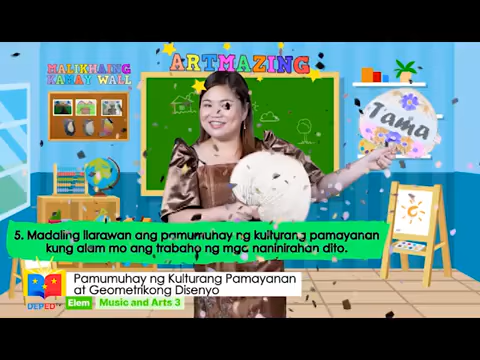 ARTMAZING
MALIKHAING
KAMAY WALL
Tama
5. Madaling ilarawan ang pamumuhay ng kulturang pamayanan
kung alam mo ang trabaho ng mga naninirahan dito.
DEPED
Pamumuhay ng Kulturang Pamayanan
at Geometrikong Disenyo
Elem Music and Arts 3